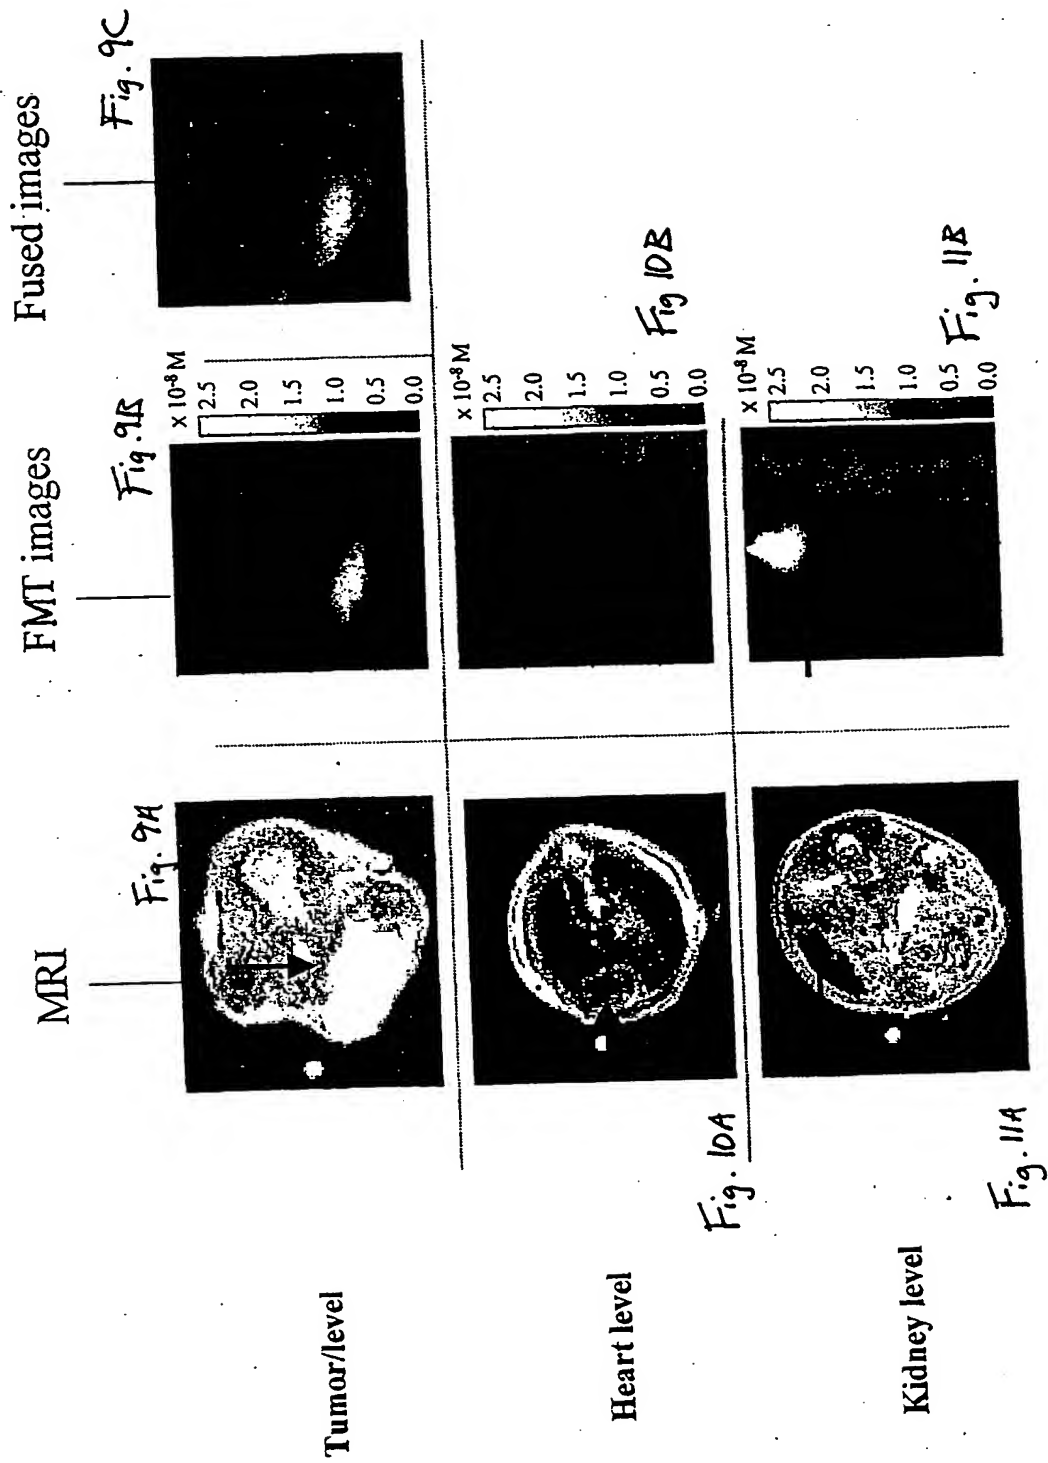 MRI
FMT images
Fused images
Tumor/level
Fig. 9A
Fig. 9B
x 10-8 M
2.5
2.0
1.5
1.0
0.5
0.0
Fig. 9C
Heart level
Fig. 10A
x 10-8 M
2.5
2.0
1.5
1.0
0.5
0.0
Fig 10B
Kidney level
Fig. 11A
x 10-8 M
2.5
2.0
1.5
1.0
0.5
0.0
Fig. 11B